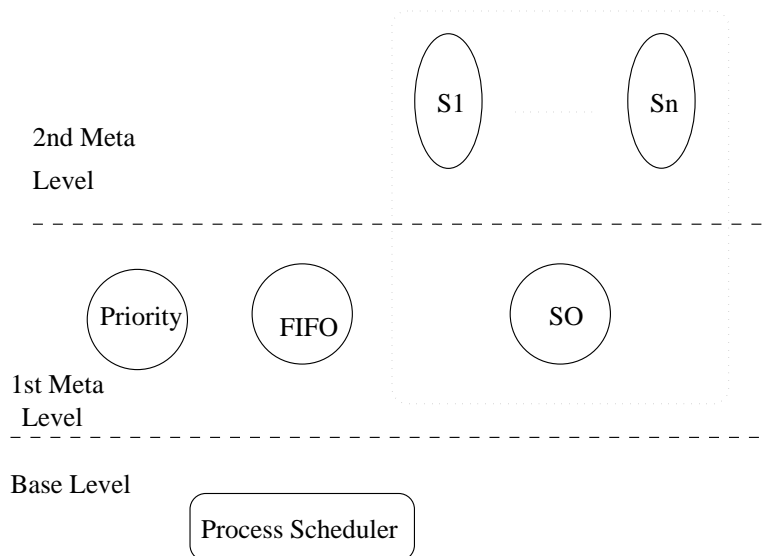 S1
Sn
2nd Meta
Level
Priority
FIFO
SO
1st Meta
Level
Base Level
Process Scheduler